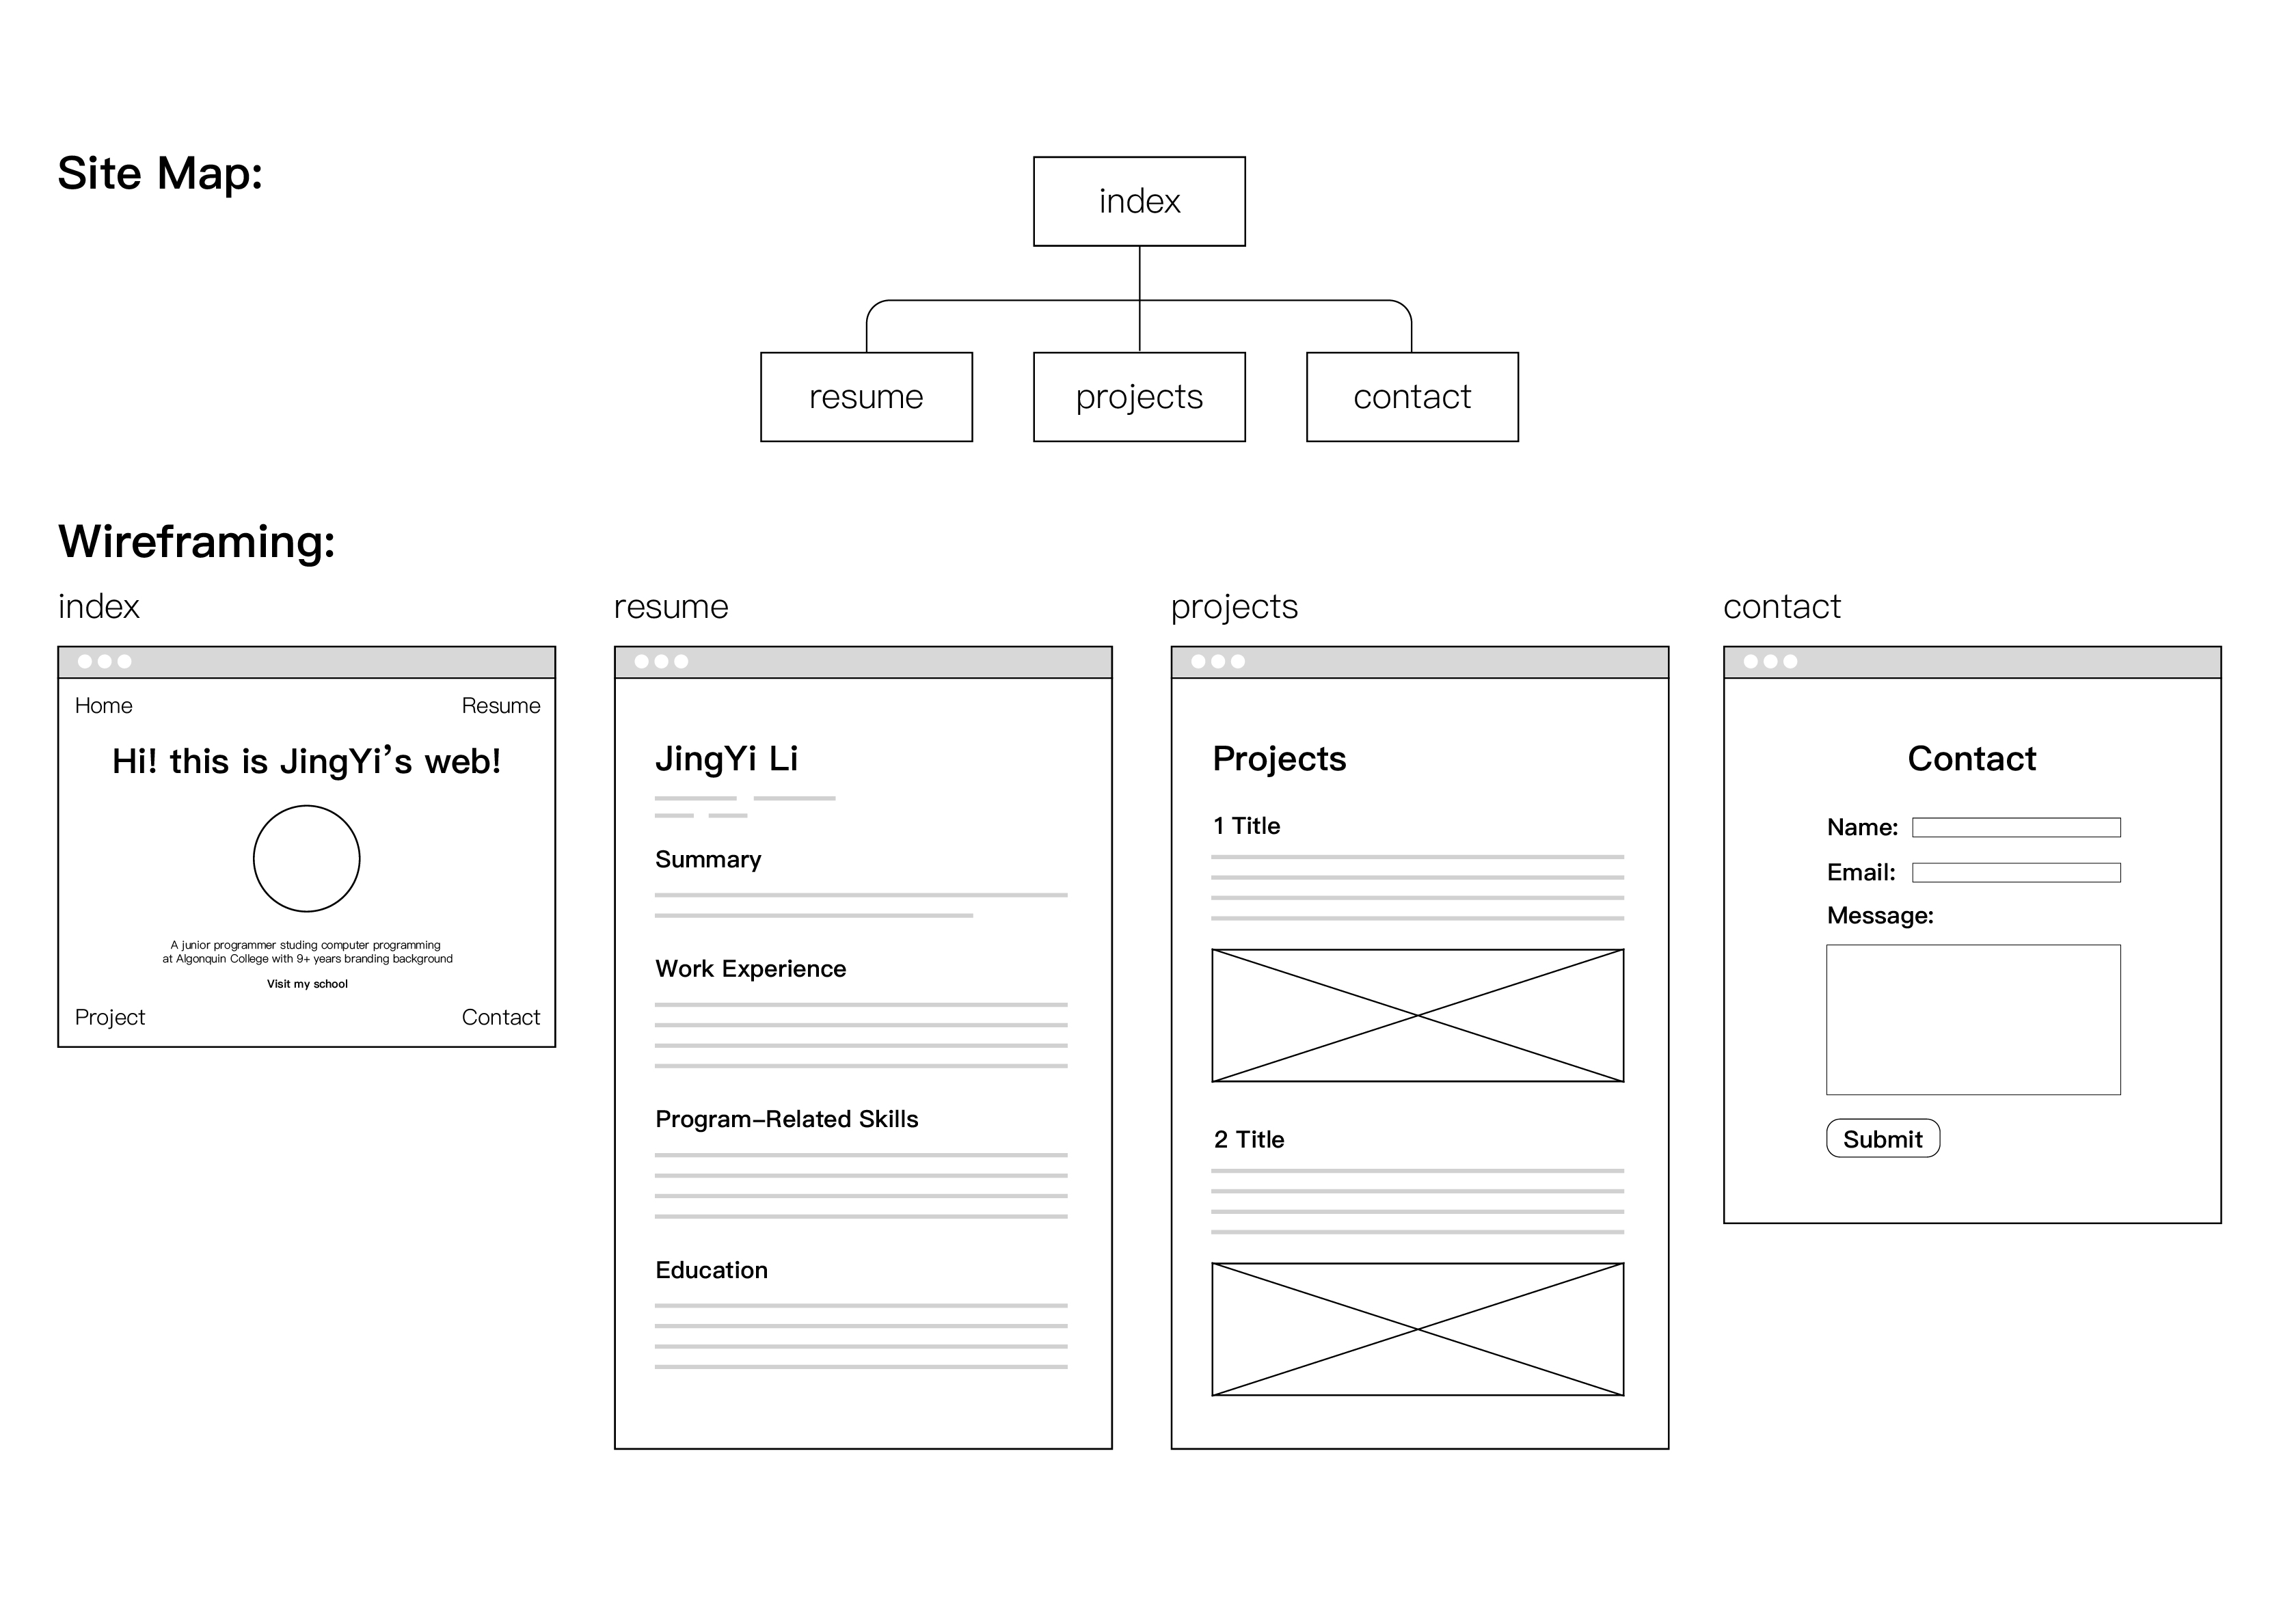 Site Map:
index
resume
projects
contact
Wireframing:
index
Home
Resume
Hi! this is JingYi’s web!
A junior programmer studing computer programming
at Algonquin College with 9+ years branding background
Visit my school
Project
Contact
resume
JingYi Li
Summary
Work Experience
Program–Related Skills
Education
projects
Projects
1 Title
2 Title
contact
Contact
Name:
Email:
Message:
Submit